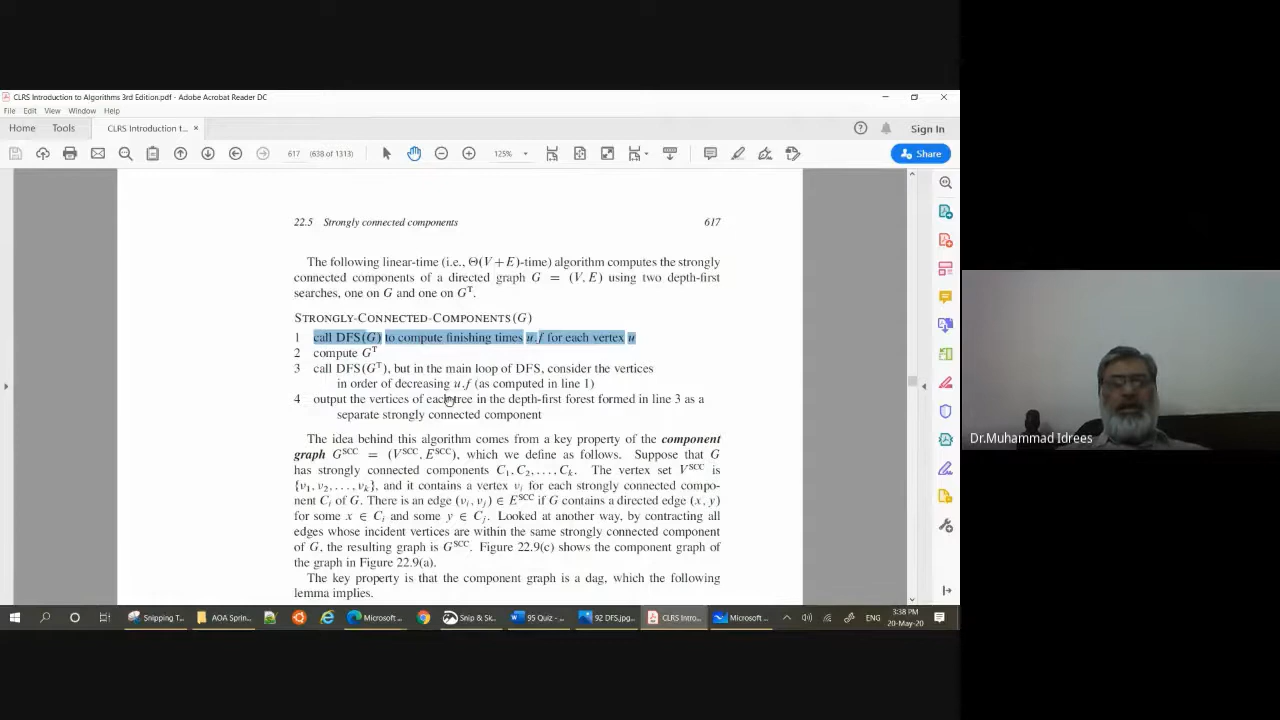 CLRS Introduction to Algorithms 3rd Edition.pdf - Adobe Acrobat Reader DC
File Edit View Window Help
Home Tools CLRS Introduction t... × Sign In
617 (638 of 1313) 125% Share
22.5 Strongly connected components 617
The following linear-time (i.e., Θ(V+E)-time) algorithm computes the strongly
connected components of a directed graph G = (V, E) using two depth-first
searches, one on G and one on Gᵀ.
STRONGLY-CONNECTED-COMPONENTS(G)
1 call DFS(G) to compute finishing times u.f for each vertex u
2 compute Gᵀ
3 call DFS(Gᵀ), but in the main loop of DFS, consider the vertices
in order of decreasing u.f (as computed in line 1)
4 output the vertices of each tree in the depth-first forest formed in line 3 as a
separate strongly connected component
The idea behind this algorithm comes from a key property of the component
graph Gˢᶜᶜ = (Vˢᶜᶜ, Eˢᶜᶜ), which we define as follows. Suppose that G
has strongly connected components C₁, C₂, . . . , Cₖ. The vertex set Vˢᶜᶜ is
{v₁, v₂, . . . , vₖ}, and it contains a vertex vᵢ for each strongly connected compo-
nent Cᵢ of G. There is an edge (vᵢ, vⱼ) ∈ Eˢᶜᶜ if G contains a directed edge (x, y)
for some x ∈ Cᵢ and some y ∈ Cⱼ. Looked at another way, by contracting all
edges whose incident vertices are within the same strongly connected component
of G, the resulting graph is Gˢᶜᶜ. Figure 22.9(c) shows the component graph of
the graph in Figure 22.9(a).
The key property is that the component graph is a dag, which the following
lemma implies.
Dr.Muhammad Idrees
Snipping T... AOA Sprin... Microsoft ... Snip & Sk... 95 Quiz - ... 92 DFS.jpg... CLRS Intro... Microsoft ... ENG 3:38 PM
20-May-20